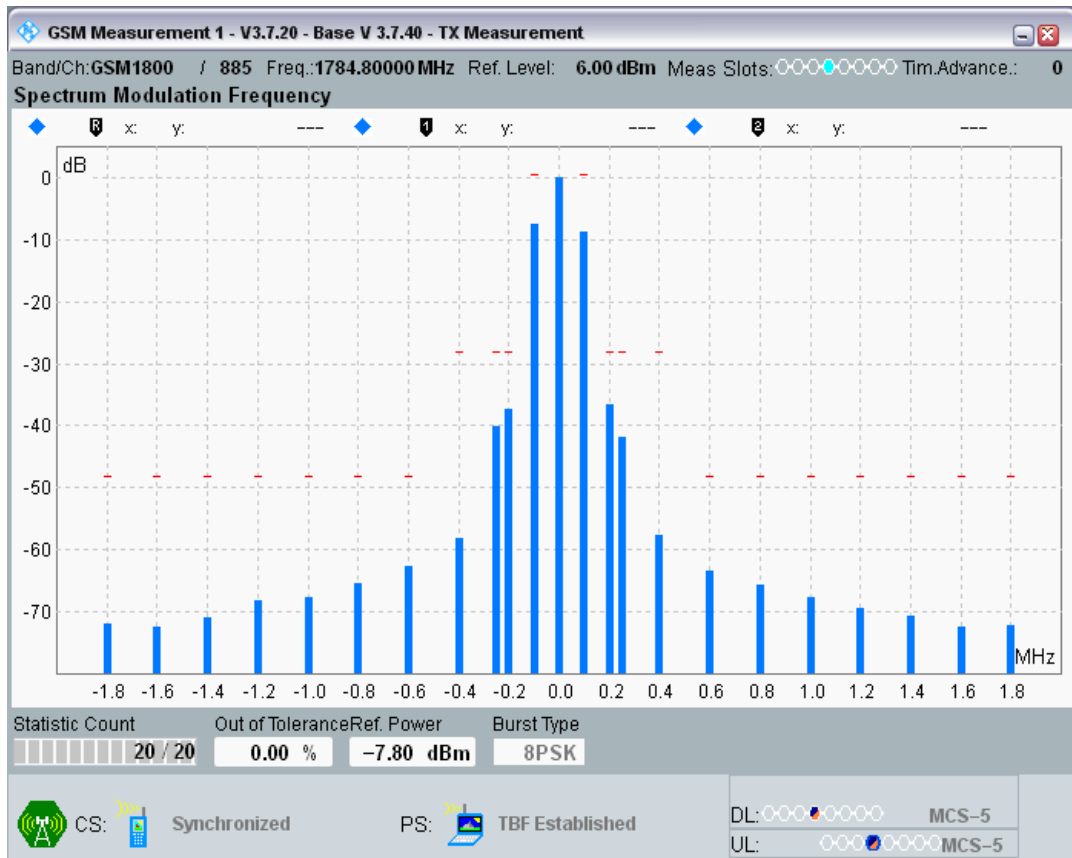 GSM Measurement 1 - V3.7.20 - Base V 3.7.40 - TX Measurement
Band/Ch:GSM1800 / 885 Freq.:1784.80000 MHz Ref. Level: 6.00 dBm Meas Slots: Tim.Advance.: 0
Spectrum Modulation Frequency
R x: y: --- 1 x: y: --- 2 x: y: ---
dB
0
-10
-20
-30
-40
-50
-60
-70
MHz
-1.8 -1.6 -1.4 -1.2 -1.0 -0.8 -0.6 -0.4 -0.2 0.0 0.2 0.4 0.6 0.8 1.0 1.2 1.4 1.6 1.8
Statistic Count Out of Tolerance Ref. Power Burst Type
20 / 20 0.00 % −7.80 dBm 8PSK
CS: Synchronized PS: TBF Established
DL: MCS−5
UL: MCS−5